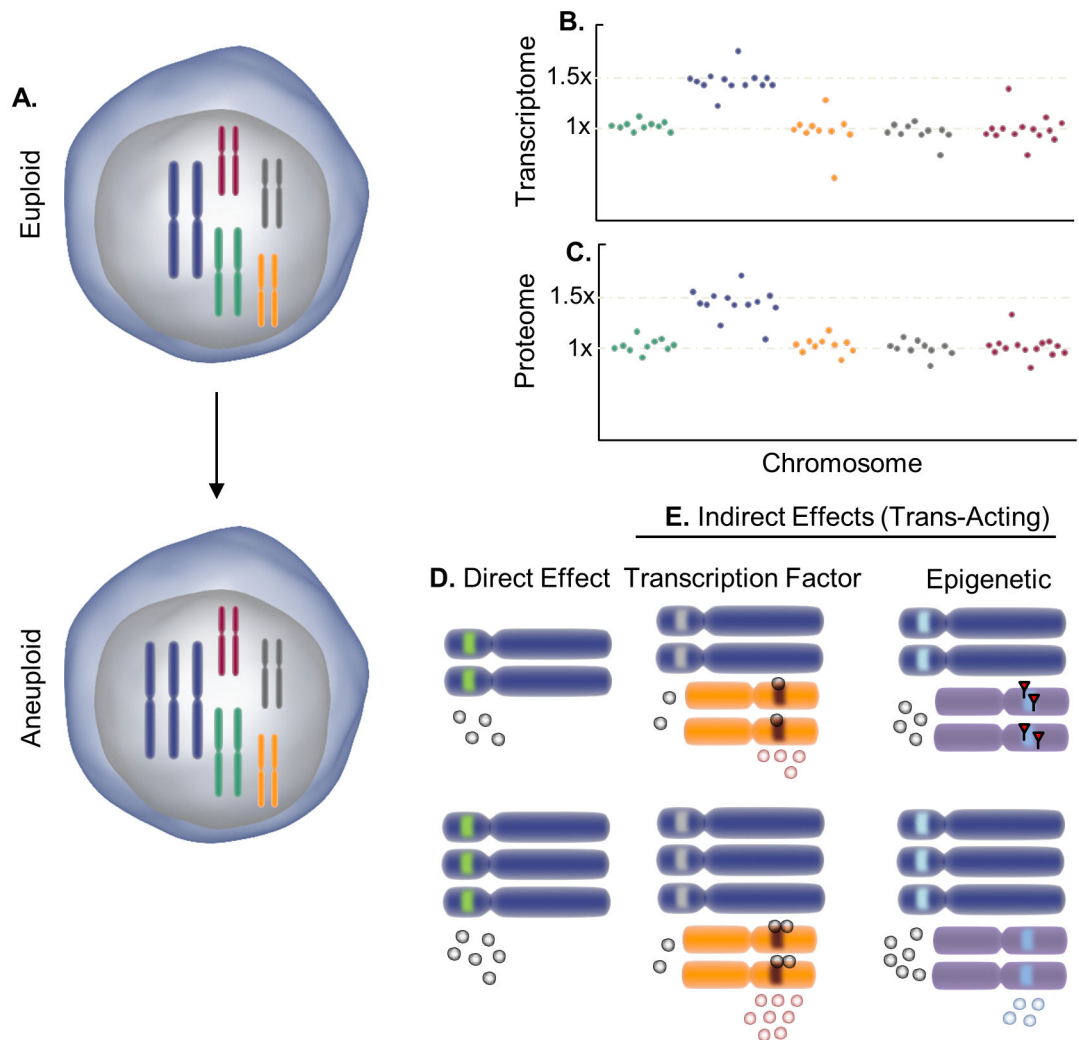 A.
Euploid
Aneuploid
B.
Transcriptome
1.5x
1x
C.
Proteome
1.5x
1x
Chromosome
E. Indirect Effects (Trans-Acting)
D. Direct Effect
Transcription Factor
Epigenetic